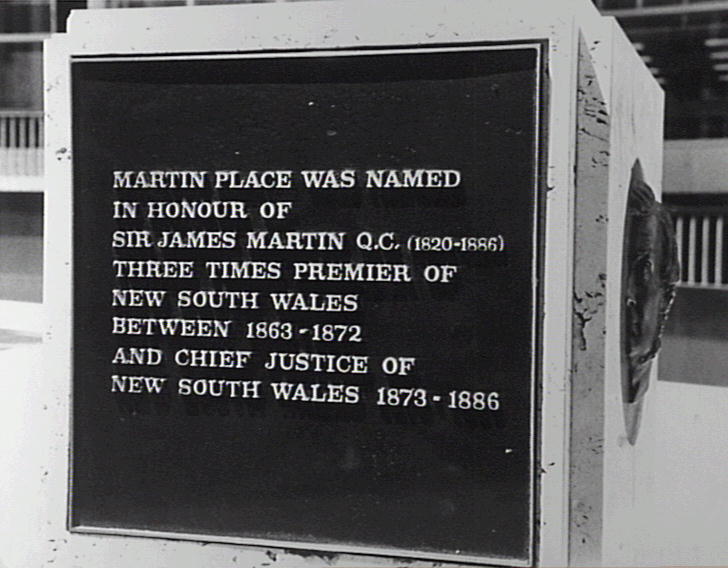 MARTIN PLACE WAS NAMED
IN HONOUR OF
SIR JAMES MARTIN Q.C. (1820-1886)
THREE TIMES PREMIER OF
NEW SOUTH WALES
BETWEEN 1863-1872
AND CHIEF JUSTICE OF
NEW SOUTH WALES 1873-1886